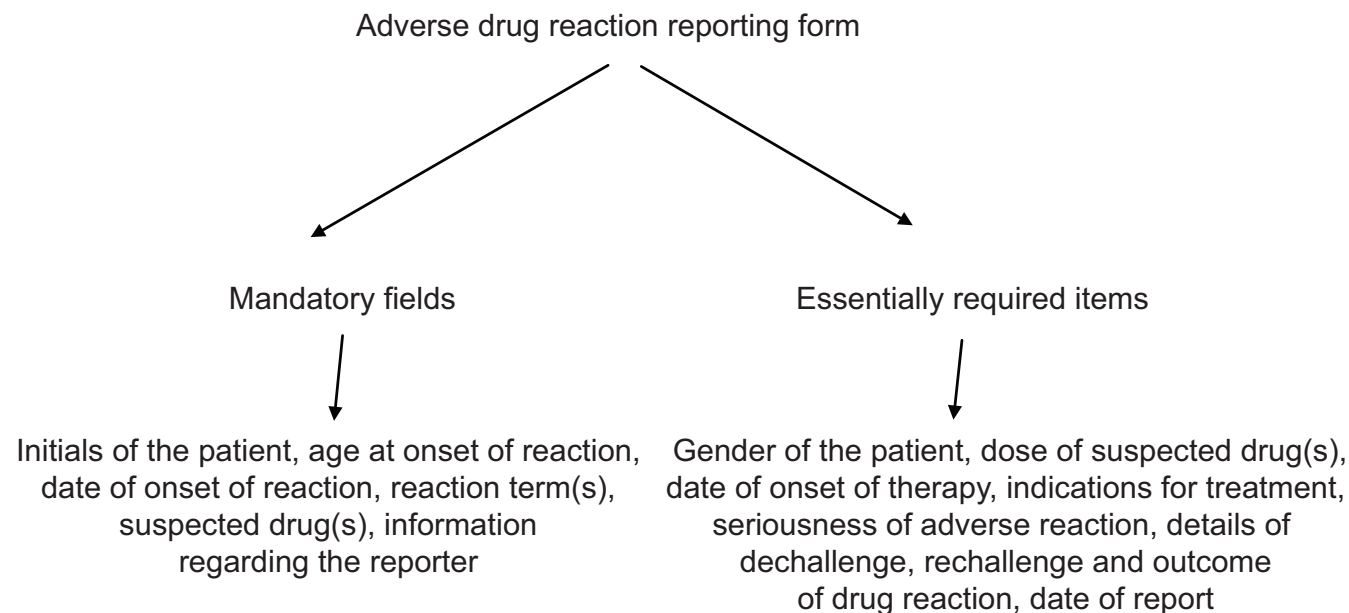 Adverse drug reaction reporting form
Mandatory fields
Essentially required items
Initials of the patient, age at onset of reaction,
date of onset of reaction, reaction term(s),
suspected drug(s), information
regarding the reporter
Gender of the patient, dose of suspected drug(s),
date of onset of therapy, indications for treatment,
seriousness of adverse reaction, details of
dechallenge, rechallenge and outcome
of drug reaction, date of report